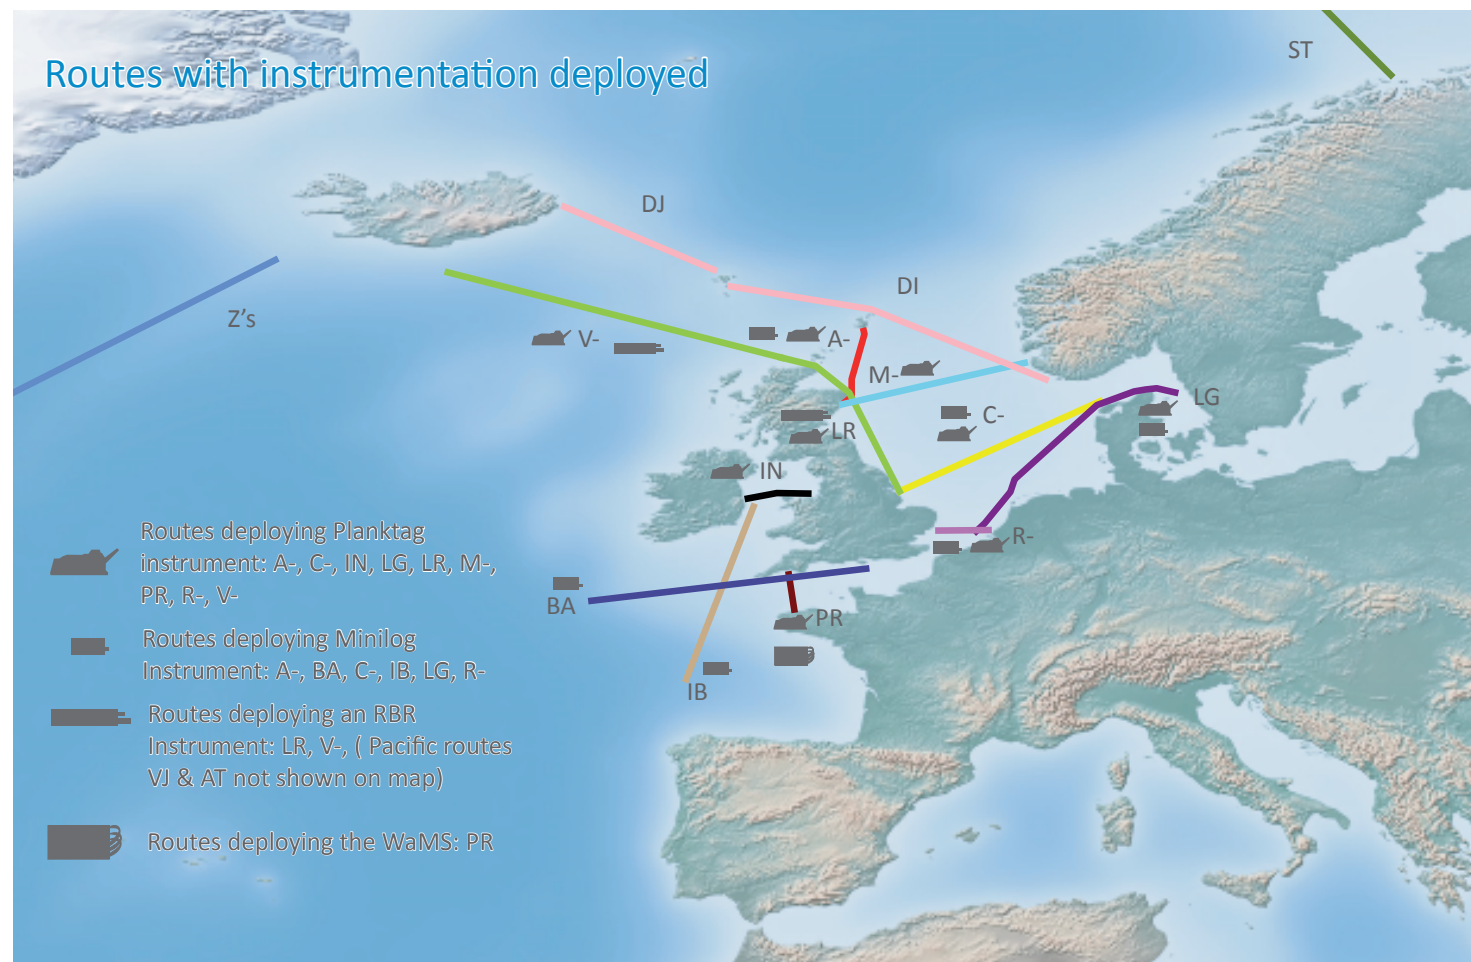 Routes with instrumentation deployed
ST
DJ
DI
Z's
V-
A-
M-
C-
LG
LR
IN
R-
BA
PR
IB
Routes deploying Planktag
instrument: A-, C-, IN, LG, LR, M-,
PR, R-, V-
Routes deploying Minilog
Instrument: A-, BA, C-, IB, LG, R-
Routes deploying an RBR
Instrument: LR, V-, ( Pacific routes
VJ & AT not shown on map)
Routes deploying the WaMS: PR